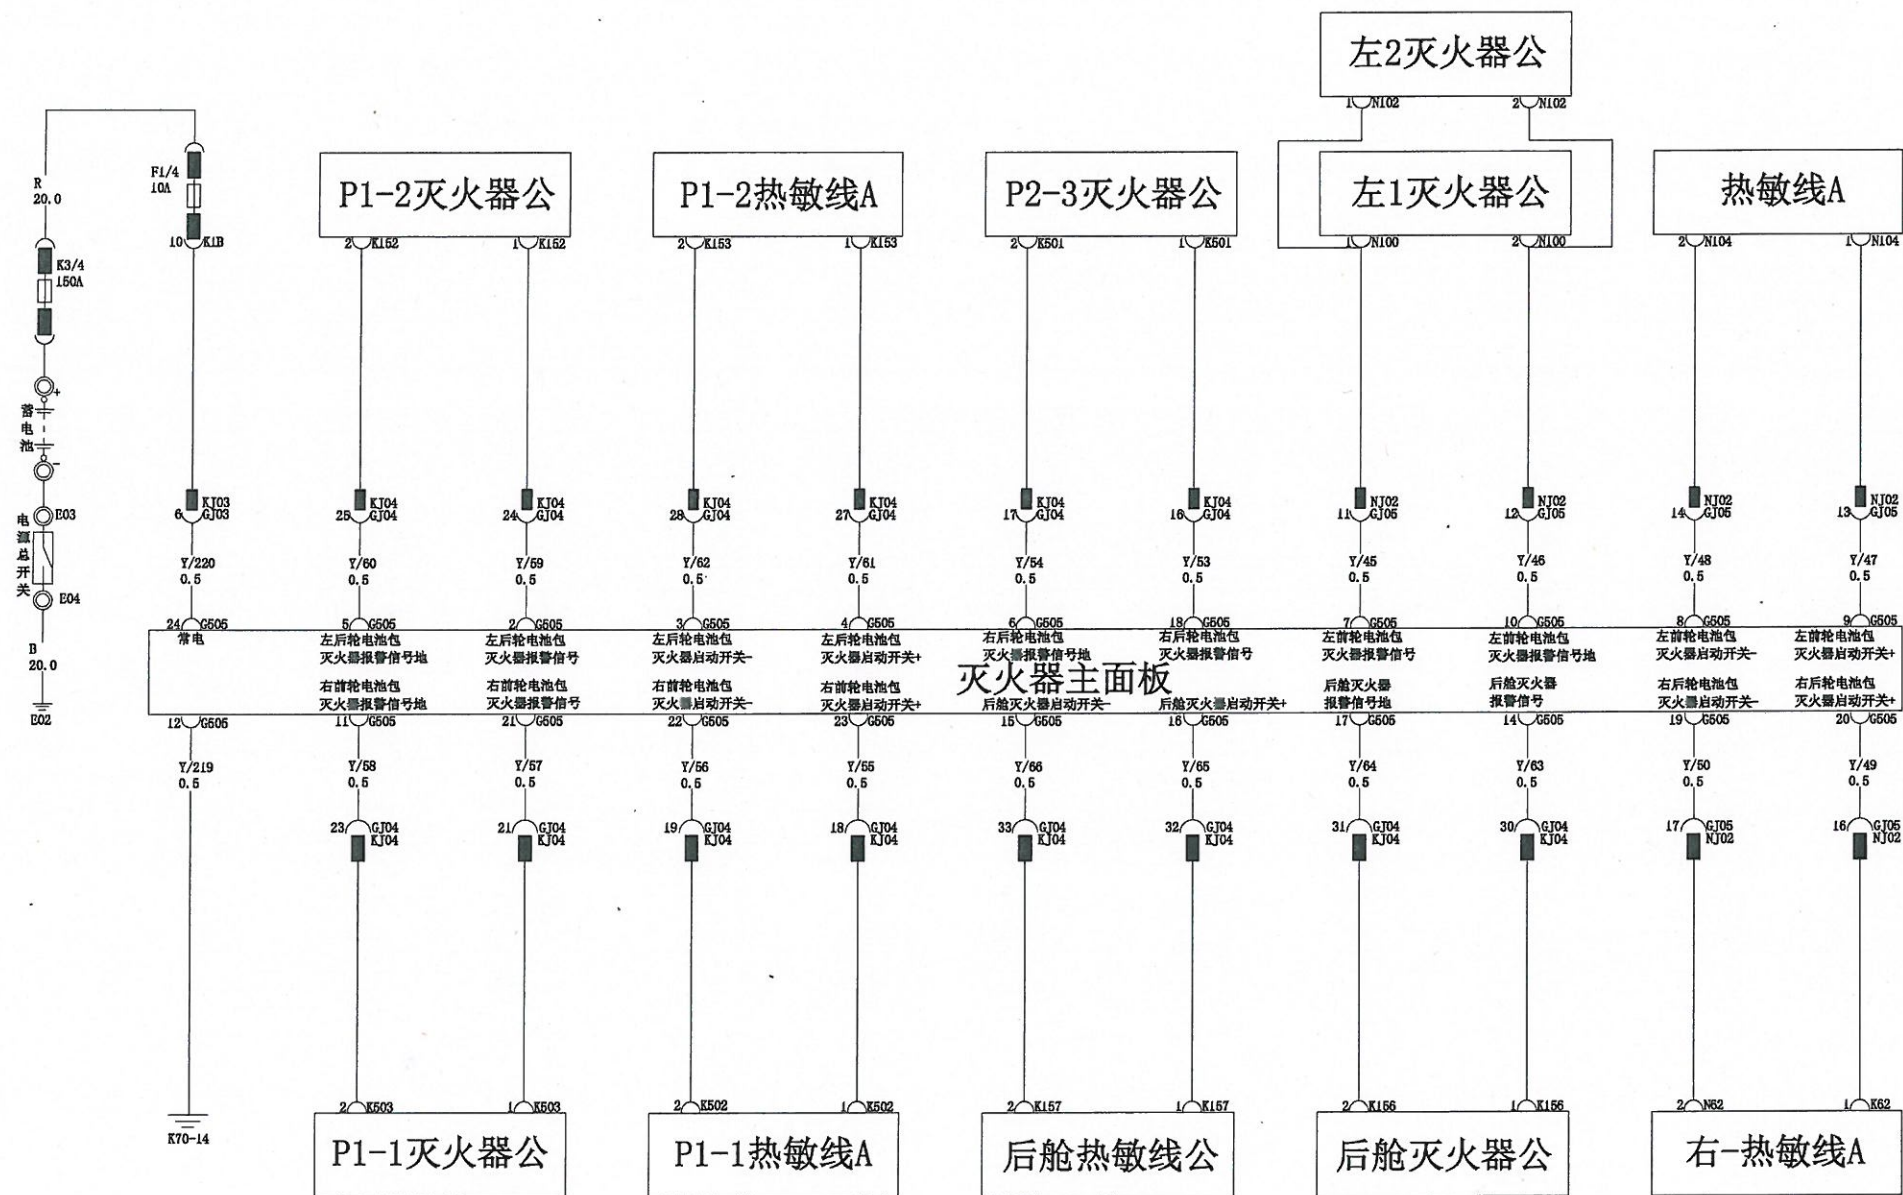 左2灭火器公
1 N102
2 N102
F1/4
10A
10 K1B
R
20.0
K3/4
150A
P1-2灭火器公
2 K152
1 K152
P1-2热敏线A
2 K153
1 K153
P2-3灭火器公
2 K501
1 K501
左1灭火器公
1 N100
2 N100
热敏线A
2 N104
1 N104
+
蓄电池
-
E03
电源总开关
E04
B
20.0
E02
KJ03
6 GJ03
KJ04
25 GJ04
KJ04
24 GJ04
KJ04
28 GJ04
KJ04
27 GJ04
KJ04
17 GJ04
KJ04
16 GJ04
NJ02
11 GJ05
NJ02
12 GJ05
NJ02
14 GJ05
NJ02
13 GJ05
Y/220
0.5
Y/60
0.5
Y/59
0.5
Y/62
0.5
Y/61
0.5
Y/54
0.5
Y/53
0.5
Y/45
0.5
Y/46
0.5
Y/48
0.5
Y/47
0.5
24 G505
5 G505
2 G505
3 G505
4 G505
6 G505
18 G505
7 G505
10 G505
8 G505
9 G505
常电
左后轮电池包
灭火器报警信号地
左后轮电池包
灭火器报警信号
左后轮电池包
灭火器启动开关-
左后轮电池包
灭火器启动开关+
右后轮电池包
灭火器报警信号地
右后轮电池包
灭火器报警信号
左前轮电池包
灭火器报警信号
左前轮电池包
灭火器报警信号地
左前轮电池包
灭火器启动开关-
左前轮电池包
灭火器启动开关+
灭火器主面板
右前轮电池包
灭火器报警信号地
右前轮电池包
灭火器报警信号
右前轮电池包
灭火器启动开关-
右前轮电池包
灭火器启动开关+
后舱灭火器启动开关-
后舱灭火器启动开关+
后舱灭火器
报警信号地
后舱灭火器
报警信号
右后轮电池包
灭火器启动开关-
右后轮电池包
灭火器启动开关+
12 G505
11 G505
21 G505
22 G505
23 G505
15 G505
16 G505
17 G505
14 G505
19 G505
20 G505
Y/219
0.5
Y/58
0.5
Y/57
0.5
Y/56
0.5
Y/55
0.5
Y/66
0.5
Y/65
0.5
Y/64
0.5
Y/63
0.5
Y/50
0.5
Y/49
0.5
23 GJ04
KJ04
21 GJ04
KJ04
19 GJ04
KJ04
18 GJ04
KJ04
33 GJ04
KJ04
32 GJ04
KJ04
31 GJ04
KJ04
30 GJ04
KJ04
17 GJ05
NJ02
16 GJ05
NJ02
K70-14
2 K503
1 K503
P1-1灭火器公
2 K502
1 K502
P1-1热敏线A
2 K157
1 K157
后舱热敏线公
2 K156
1 K156
后舱灭火器公
2 N62
1 K62
右-热敏线A